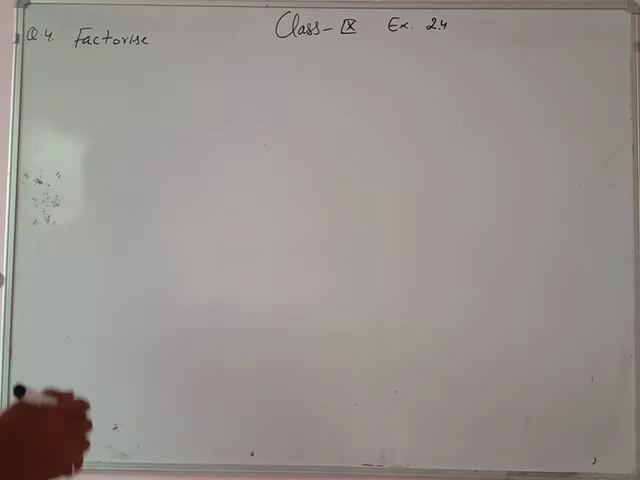 Class - IX Ex. 2.4
Q.4. Factorise